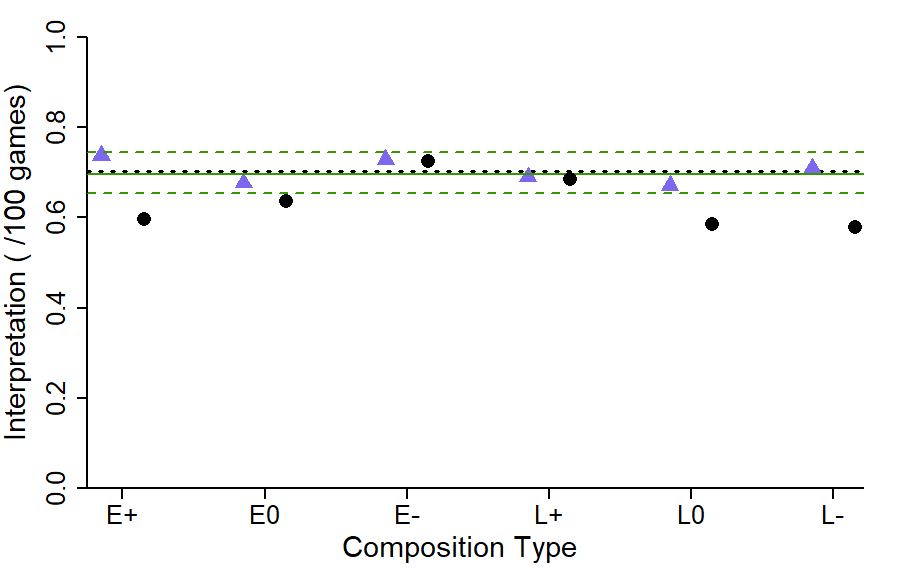 Interpretation ( /100 games)
1.0
0.8
0.6
0.4
0.2
0.0
E+ E0 E- L+ L0 L-
Composition Type